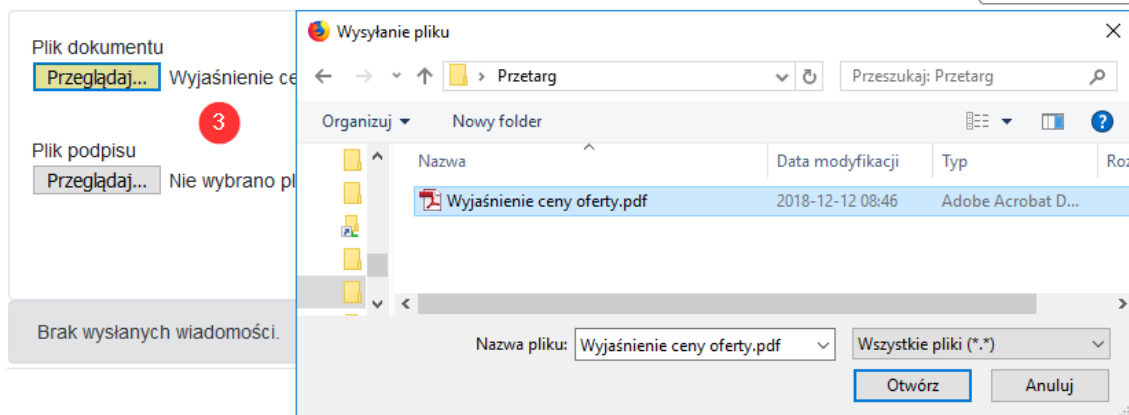 Plik dokumentu
Przeglądaj... Wyjaśnienie ce
3
Plik podpisu
Przeglądaj... Nie wybrano pl
Brak wysłanych wiadomości.
Wysyłanie pliku
Przetarg
Przeszukaj: Przetarg
Organizuj Nowy folder
Nazwa Data modyfikacji Typ Roz
Wyjaśnienie ceny oferty.pdf 2018-12-12 08:46 Adobe Acrobat D...
Nazwa pliku: Wyjaśnienie ceny oferty.pdf Wszystkie pliki (*.*)
Otwórz Anuluj